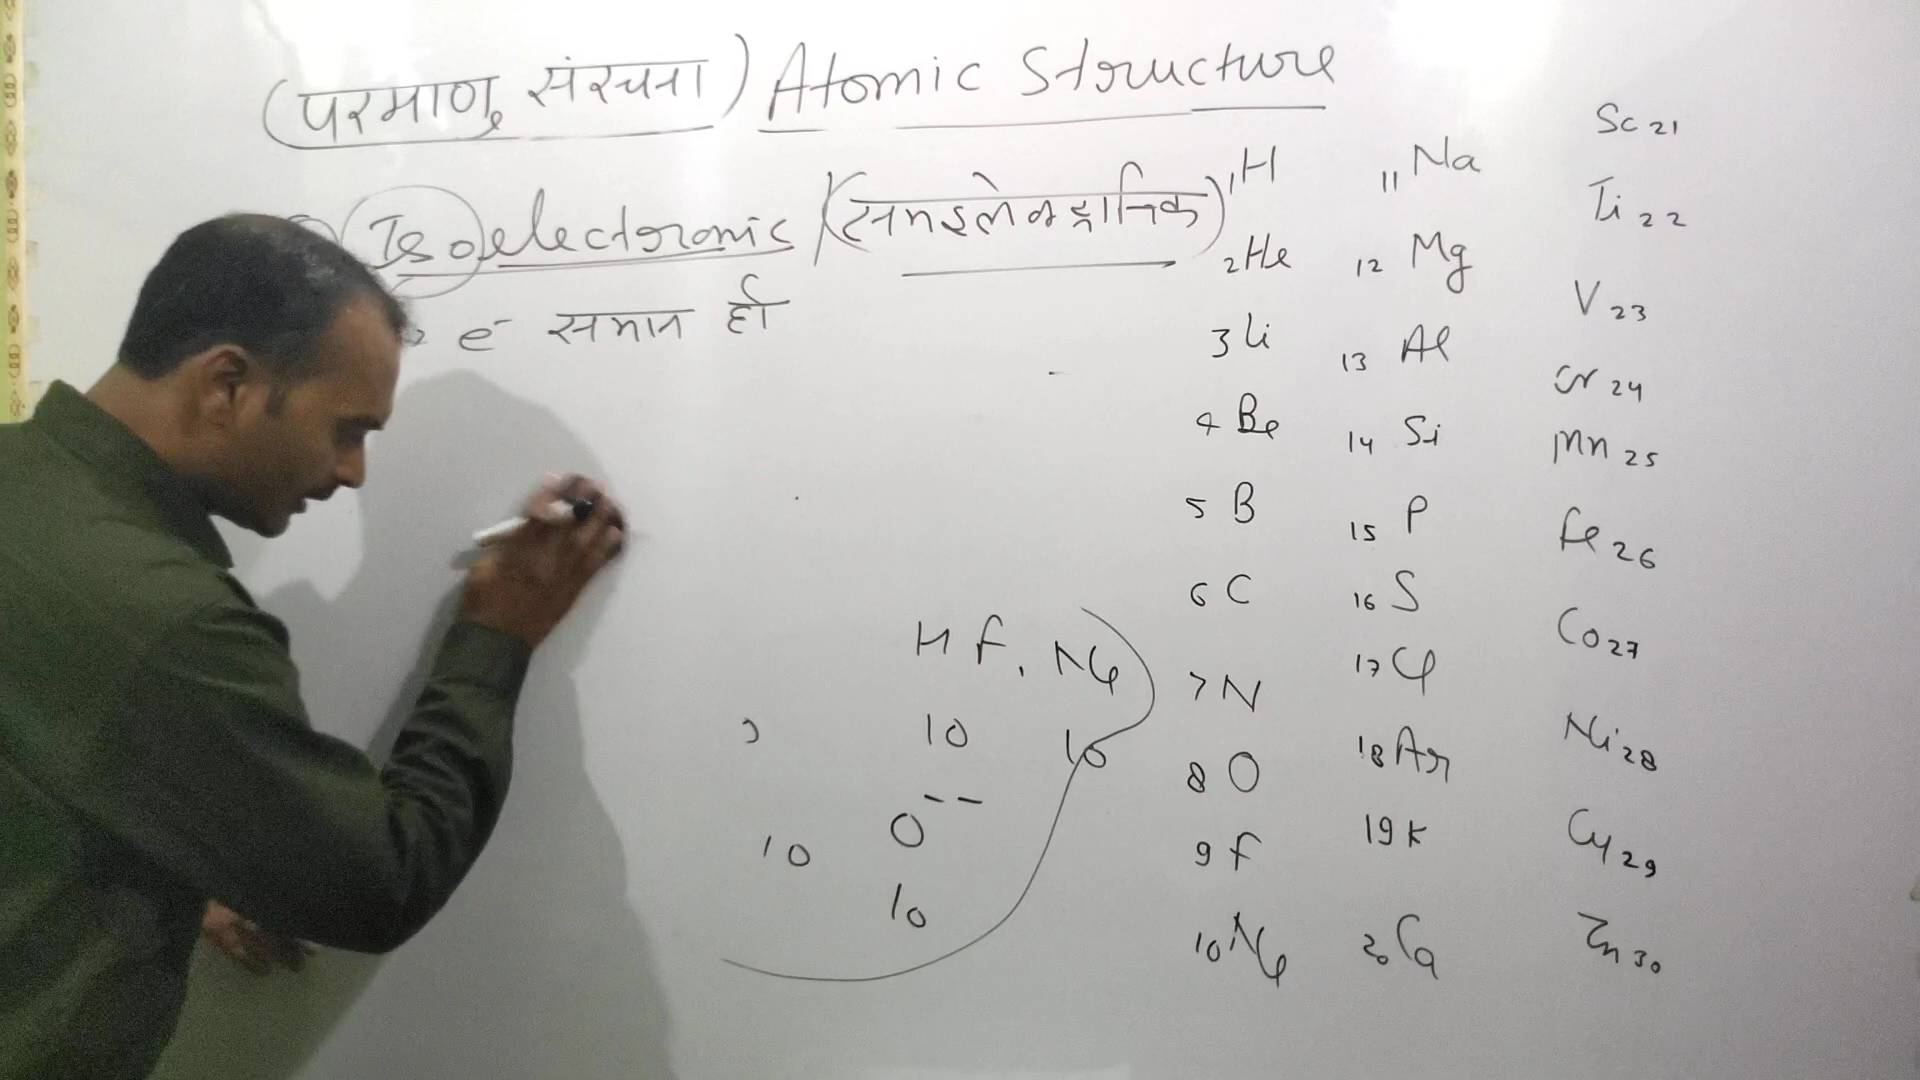 (परमाणु संरचना) Atomic Structure
Isoelectronic (समइलेक्ट्रानिक)
e⁻ समान हो
HF, Ne
10 10
O⁻⁻
10
10
1H
2He
3Li
4Be
5B
6C
7N
8O
9F
10Ne
11Na
12Mg
13Al
14Si
15P
16S
17Cl
18Ar
19K
20Ca
Sc21
Ti22
V23
Cr24
Mn25
Fe26
Co27
Ni28
Cu29
Zn30